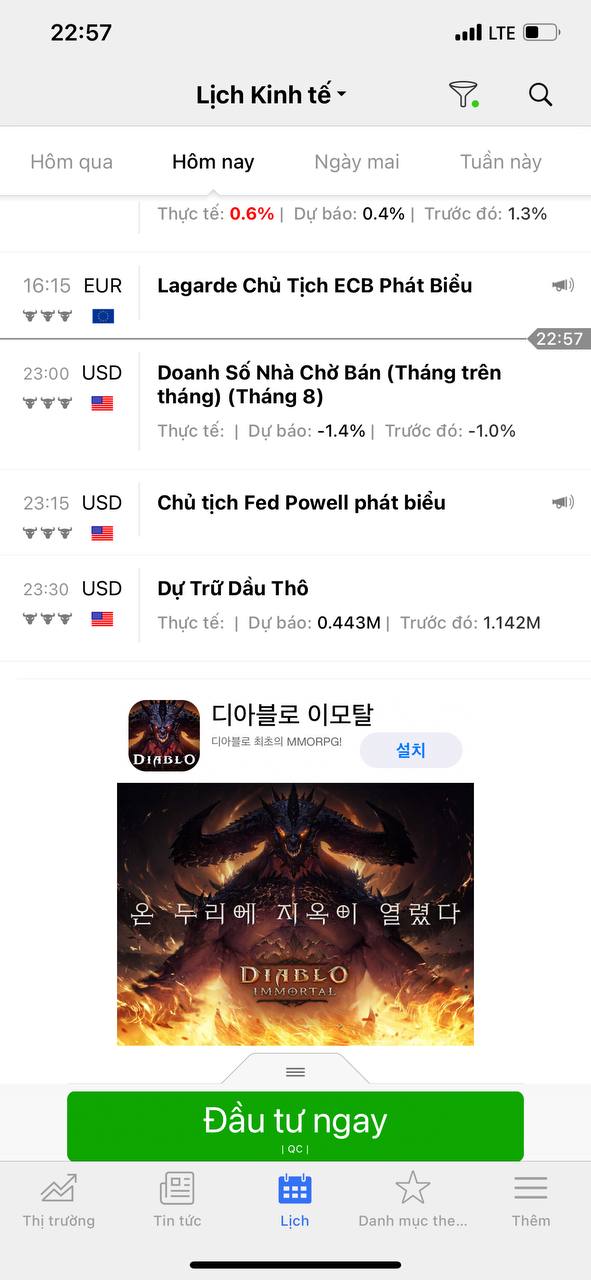 22:57
LTE
Lịch Kinh tế
Hôm qua Hôm nay Ngày mai Tuần này
Thực tế: 0.6% | Dự báo: 0.4% | Trước đó: 1.3%
16:15 EUR Lagarde Chủ Tịch ECB Phát Biểu
22:57
23:00 USD Doanh Số Nhà Chờ Bán (Tháng trên
tháng) (Tháng 8)
Thực tế: | Dự báo: -1.4% | Trước đó: -1.0%
23:15 USD Chủ tịch Fed Powell phát biểu
23:30 USD Dự Trữ Dầu Thô
Thực tế: | Dự báo: 0.443M | Trước đó: 1.142M
DIABLO
디아블로 이모탈
디아블로 최초의 MMORPG!
설치
온 누리에 지옥이 열렸다
DIABLO
IMMORTAL
Đầu tư ngay
| QC |
Thị trường Tin tức Lịch Danh mục the... Thêm